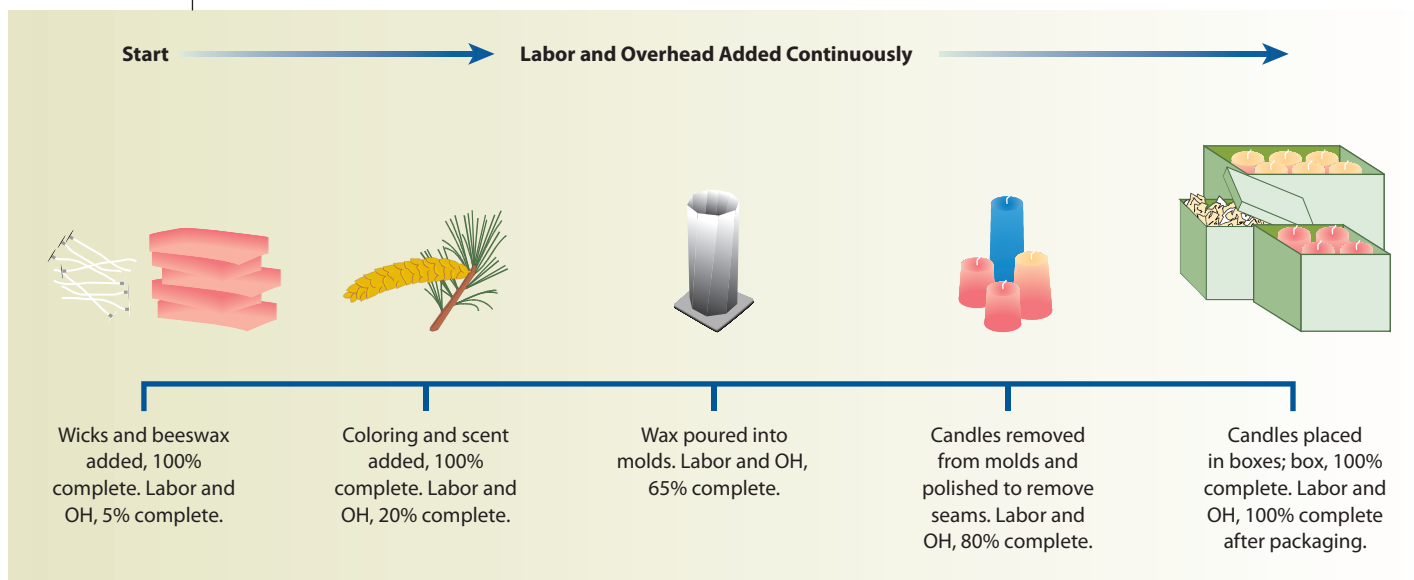 Start
Labor and Overhead Added Continuously
Wicks and beeswax
added, 100%
complete. Labor and
OH, 5% complete.
Coloring and scent
added, 100%
complete. Labor and
OH, 20% complete.
Wax poured into
molds. Labor and OH,
65% complete.
Candles removed
from molds and
polished to remove
seams. Labor and
OH, 80% complete.
Candles placed
in boxes; box, 100%
complete. Labor and
OH, 100% complete
after packaging.